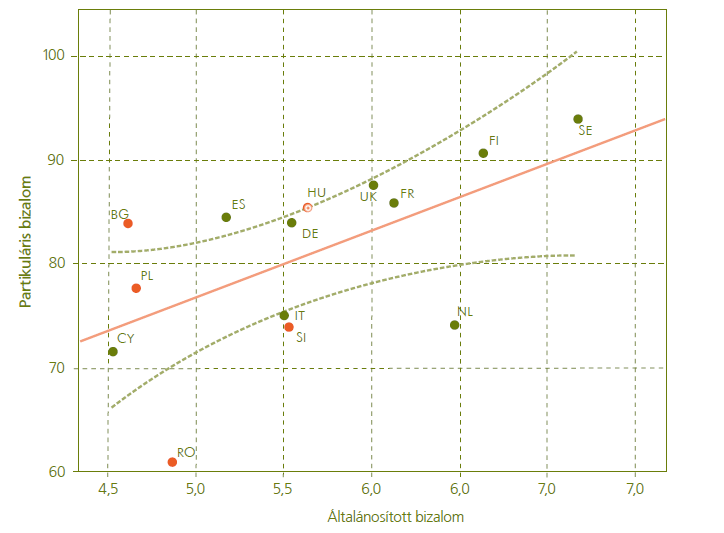 Partikuláris bizalom
100
90
80
70
60
SE
FI
HU
UK
FR
ES
BG
DE
PL
IT
NL
SI
CY
RO
4,5
5,0
5,5
6,0
6,0
7,0
7,0
Általánosított bizalom